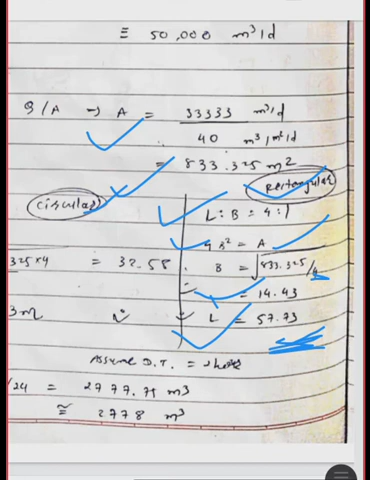 ≡ 50,000 m³/d
Q/A → A = 33333 m³/d
40 m³/m²/d
= 833.325 m2
Circular
Rectangular
L : B = 4 : 1
4B² = A
325 x 4 = 32.58 B = √833.325/4
= 14.43
3m L = 57.73
Assume D.T. = 2 hours
/24 = 2777.75 m3
≅ 2778 m³